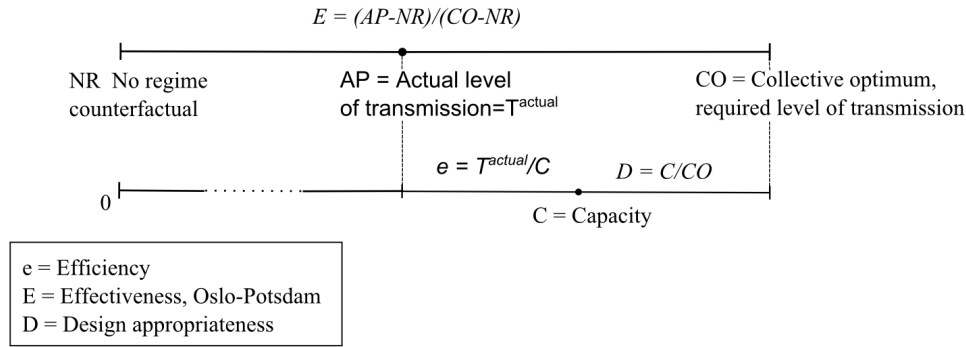 E = (AP-NR)/(CO-NR)
NR No regime
counterfactual
AP = Actual level
of transmission=T^actual
CO = Collective optimum,
required level of transmission
e = T^actual/C
D = C/CO
0
C = Capacity
e = Efficiency
E = Effectiveness, Oslo-Potsdam
D = Design appropriateness